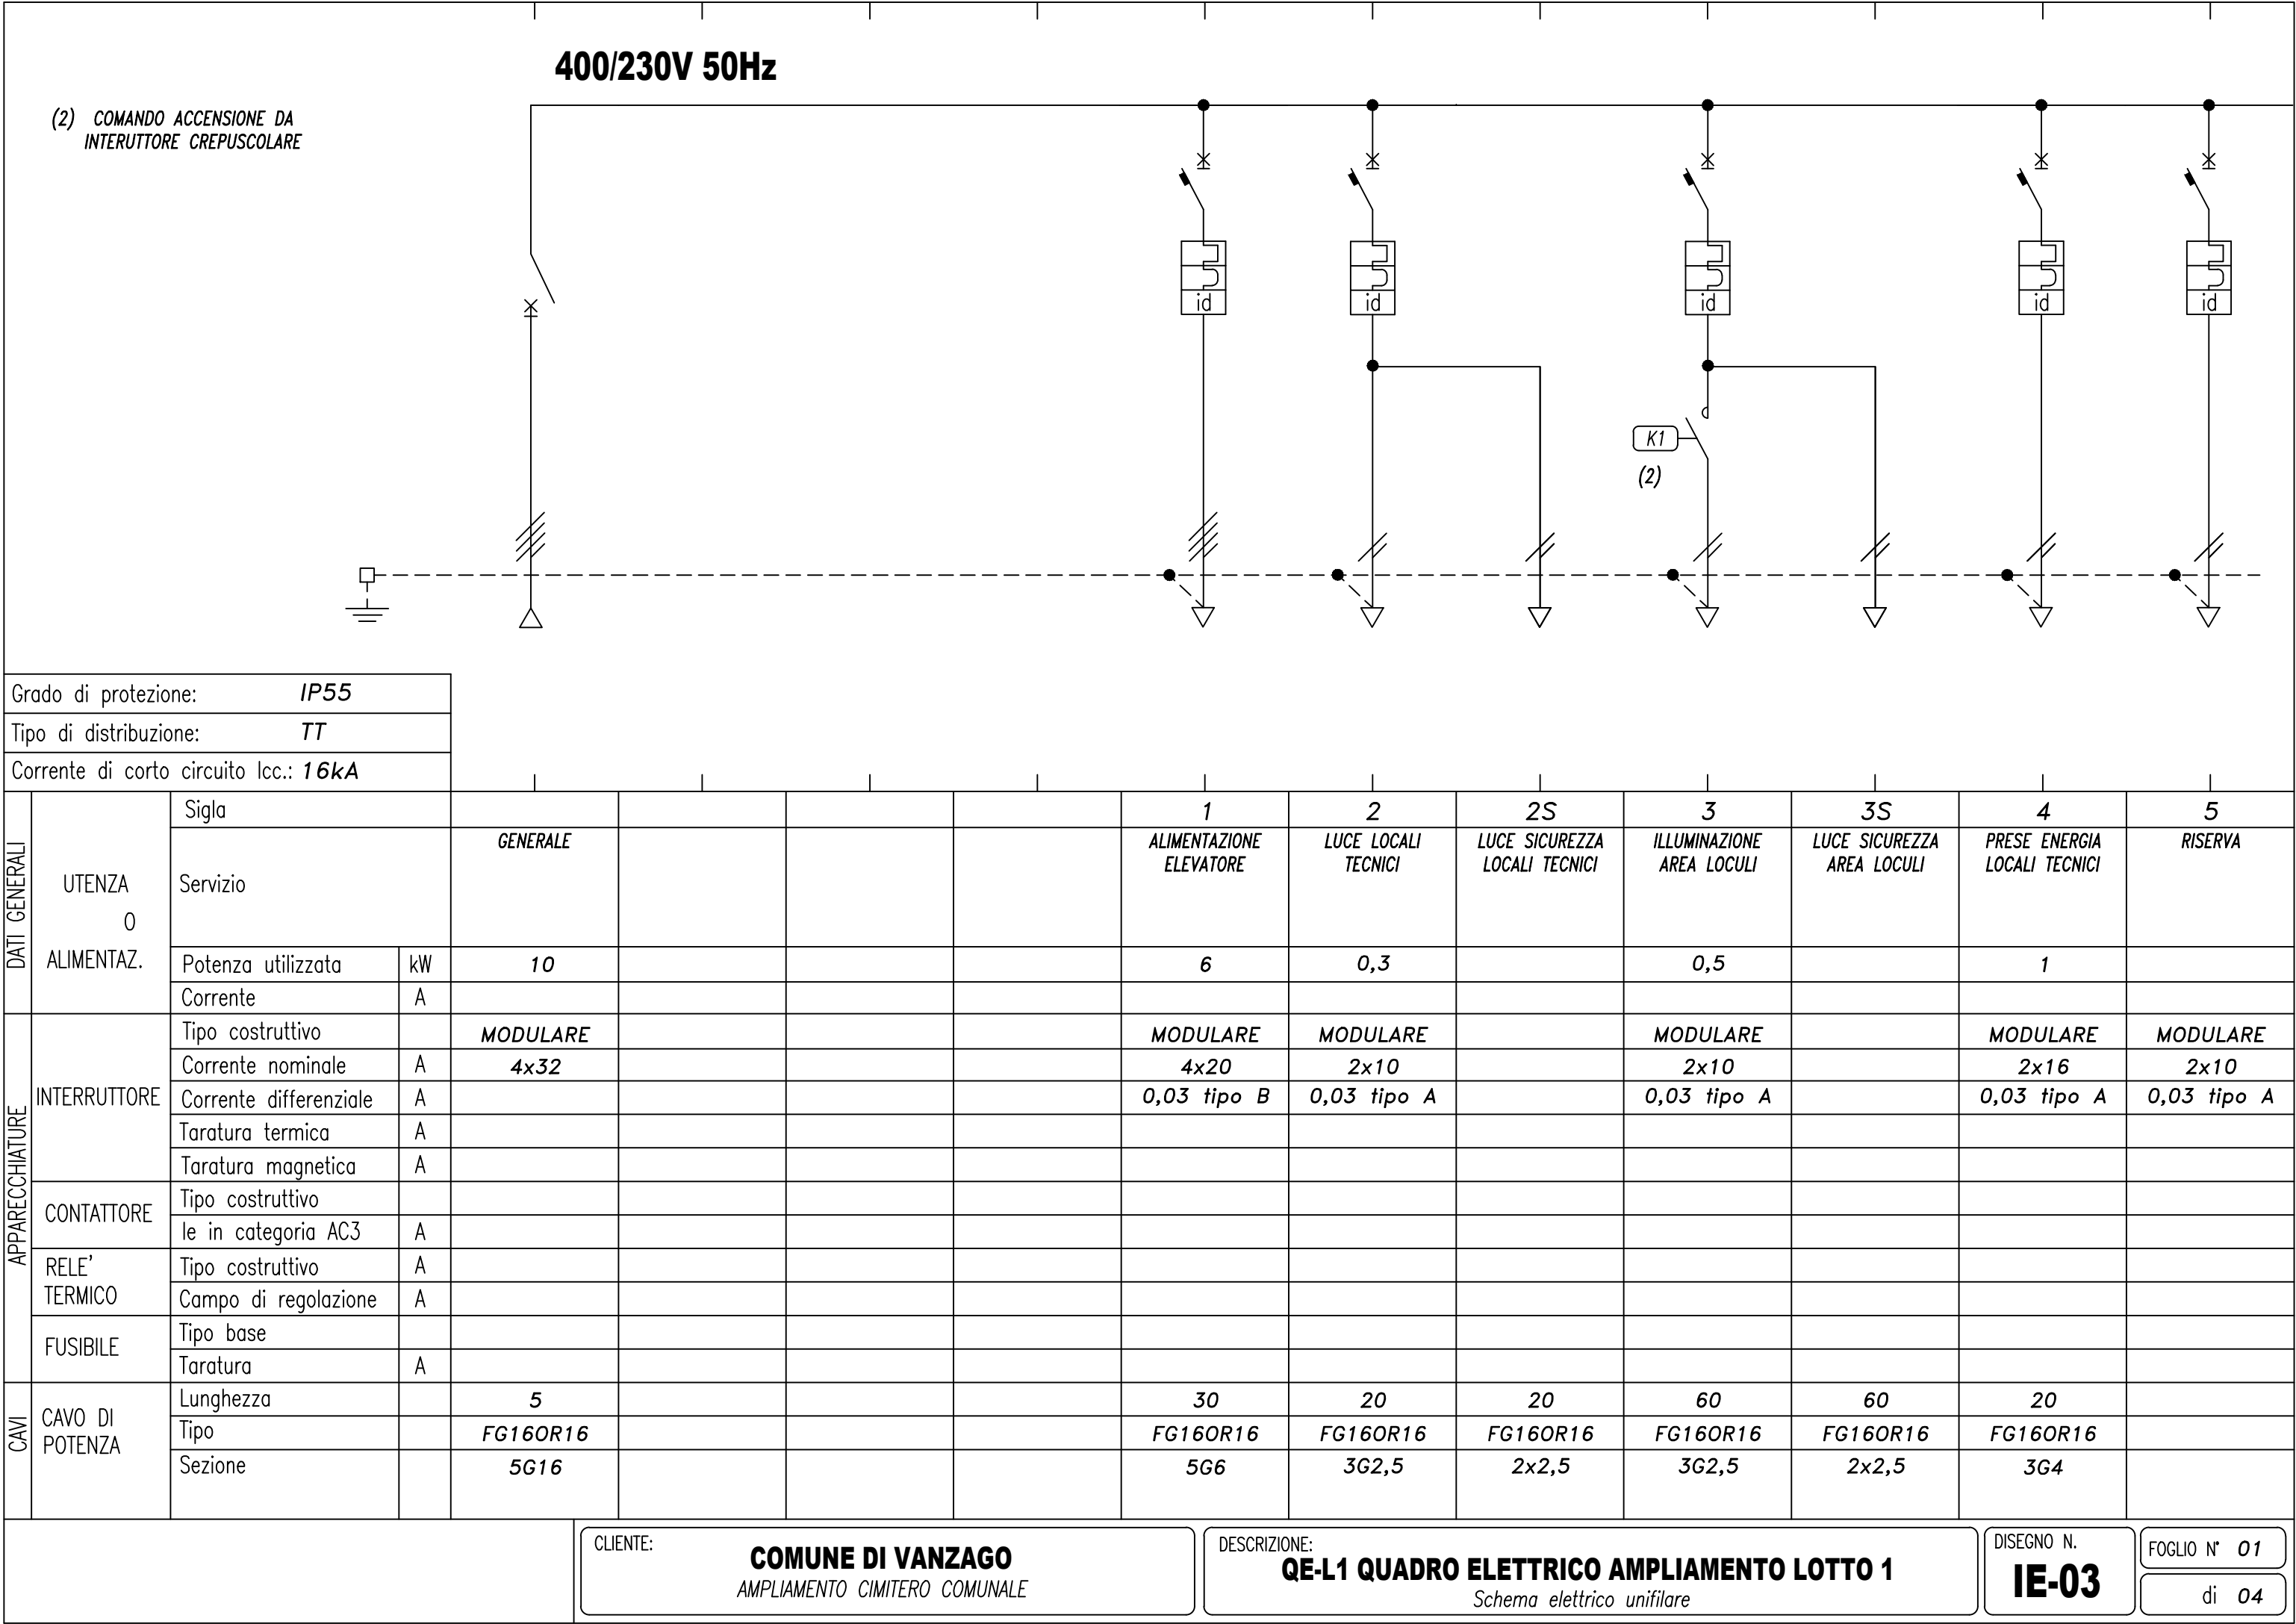 400/230V 50Hz
(2) COMANDO ACCENSIONE DA
INTERUTTORE CREPUSCOLARE
id id id id id
K1
(2)
Grado di protezione: IP55
Tipo di distribuzione: TT
Corrente di corto circuito Icc.: 16kA
DATI GENERALI
UTENZA
O
ALIMENTAZ.
Sigla 1 2 2S 3 3S 4 5
Servizio
GENERALE
ALIMENTAZIONE
ELEVATORE
LUCE LOCALI
TECNICI
LUCE SICUREZZA
LOCALI TECNICI
ILLUMINAZIONE
AREA LOCULI
LUCE SICUREZZA
AREA LOCULI
PRESE ENERGIA
LOCALI TECNICI
RISERVA
Potenza utilizzata kW 10 6 0,3 0,5 1
Corrente A
APPARECCHIATURE
INTERRUTTORE
Tipo costruttivo MODULARE MODULARE MODULARE MODULARE MODULARE MODULARE
Corrente nominale A 4x32 4x20 2x10 2x10 2x16 2x10
Corrente differenziale A 0,03 tipo B 0,03 tipo A 0,03 tipo A 0,03 tipo A 0,03 tipo A
Taratura termica A
Taratura magnetica A
CONTATTORE
Tipo costruttivo
Ie in categoria AC3 A
RELE'
TERMICO
Tipo costruttivo A
Campo di regolazione A
FUSIBILE
Tipo base
Taratura A
CAVI
CAVO DI
POTENZA
Lunghezza 5 30 20 20 60 60 20
Tipo FG16OR16 FG16OR16 FG16OR16 FG16OR16 FG16OR16 FG16OR16 FG16OR16
Sezione 5G16 5G6 3G2,5 2x2,5 3G2,5 2x2,5 3G4
CLIENTE:
COMUNE DI VANZAGO
AMPLIAMENTO CIMITERO COMUNALE
DESCRIZIONE:
QE-L1 QUADRO ELETTRICO AMPLIAMENTO LOTTO 1
Schema elettrico unifilare
DISEGNO N.
IE-03
FOGLIO N° 01
di 04